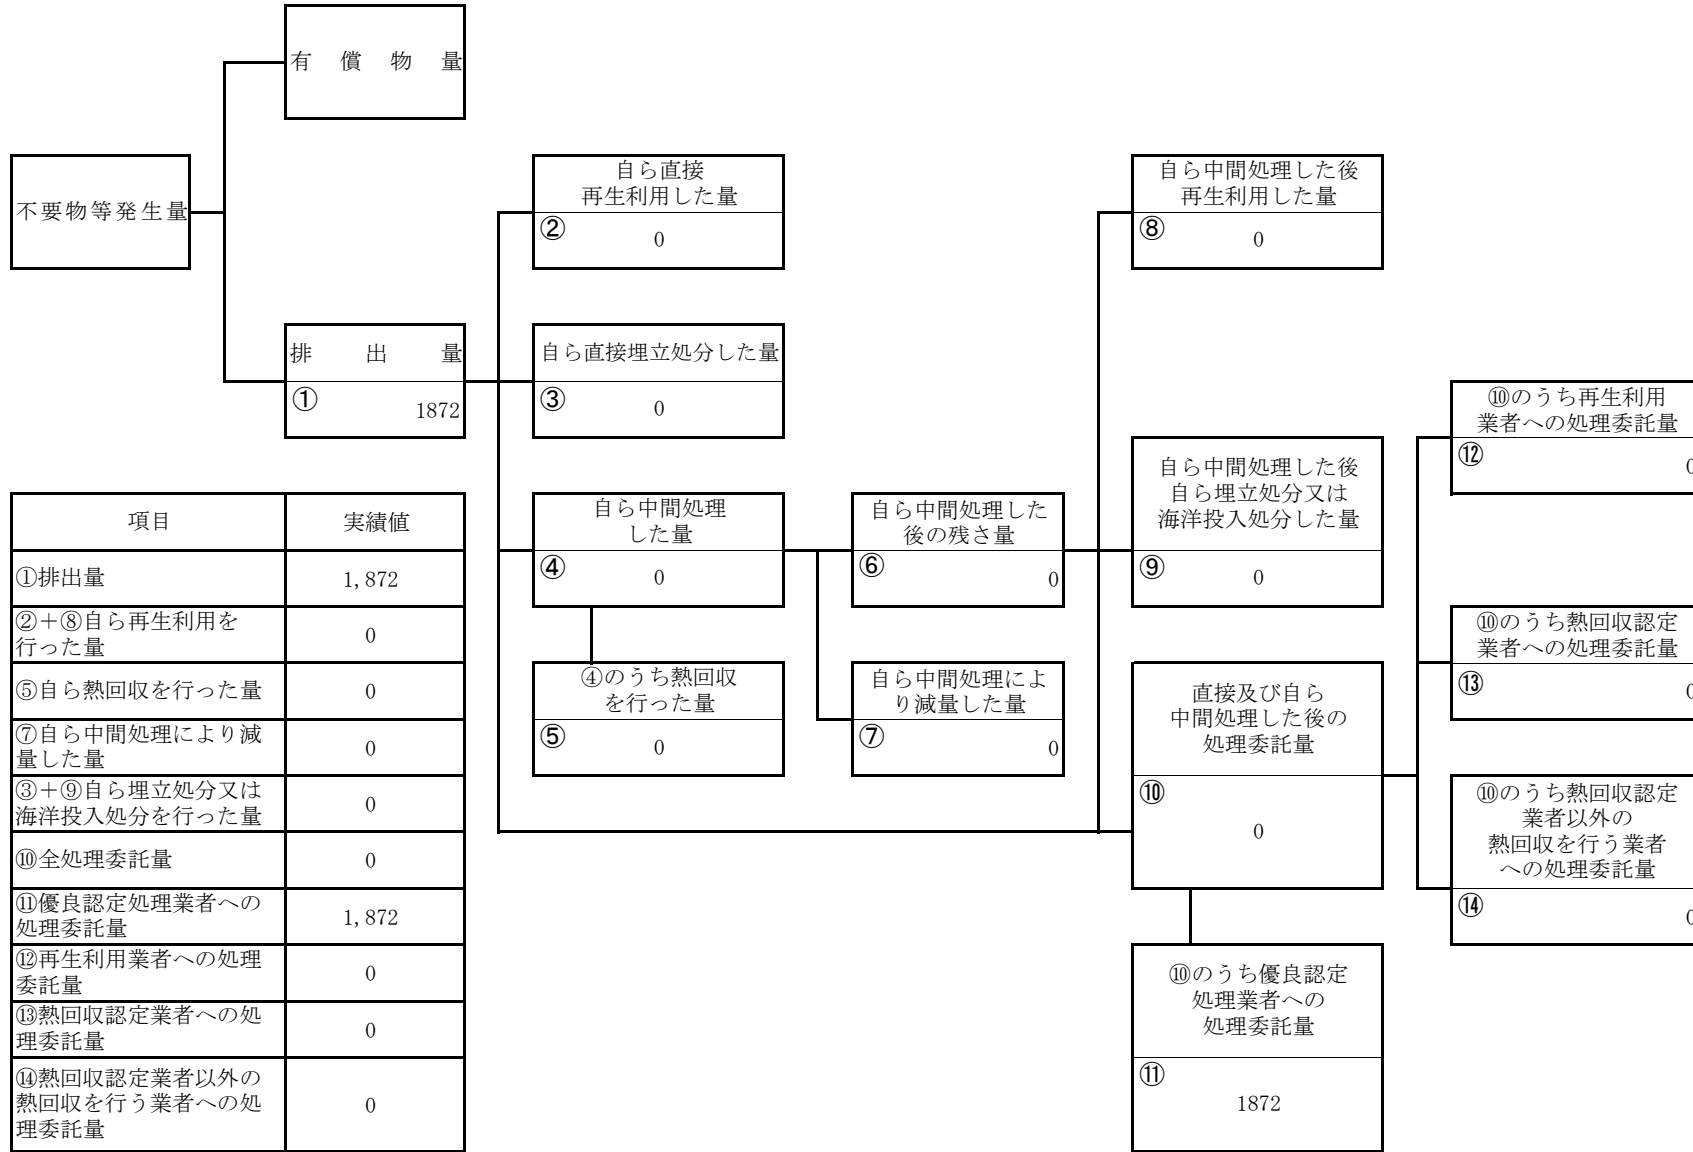 有償物量
不要物等発生量
排出量
① 1872
自ら直接
再生利用した量
② 0
自ら直接埋立処分した量
③ 0
自ら中間処理
した量
④ 0
④のうち熱回収
を行った量
⑤ 0
自ら中間処理した
後の残さ量
⑥ 0
自ら中間処理によ
り減量した量
⑦ 0
自ら中間処理した後
再生利用した量
⑧ 0
自ら中間処理した後
自ら埋立処分又は
海洋投入処分した量
⑨ 0
直接及び自ら
中間処理した後の
処理委託量
⑩
0
⑩のうち優良認定
処理業者への
処理委託量
⑪
1872
⑩のうち再生利用
業者への処理委託量
⑫ 0
⑩のうち熱回収認定
業者への処理委託量
⑬ 0
⑩のうち熱回収認定
業者以外の
熱回収を行う業者
への処理委託量
⑭ 0
項目 実績値
①排出量 1,872
②＋⑧自ら再生利用を
行った量 0
⑤自ら熱回収を行った量 0
⑦自ら中間処理により減
量した量 0
③＋⑨自ら埋立処分又は
海洋投入処分を行った量 0
⑩全処理委託量 0
⑪優良認定処理業者への
処理委託量 1,872
⑫再生利用業者への処理
委託量 0
⑬熱回収認定業者への処
理委託量 0
⑭熱回収認定業者以外の
熱回収を行う業者への処
理委託量 0